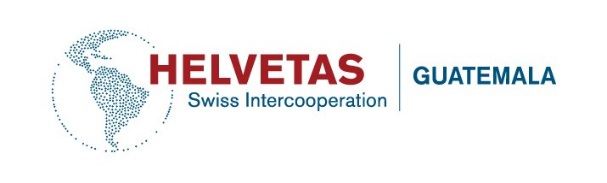 HELVETAS
Swiss Intercooperation
GUATEMALA